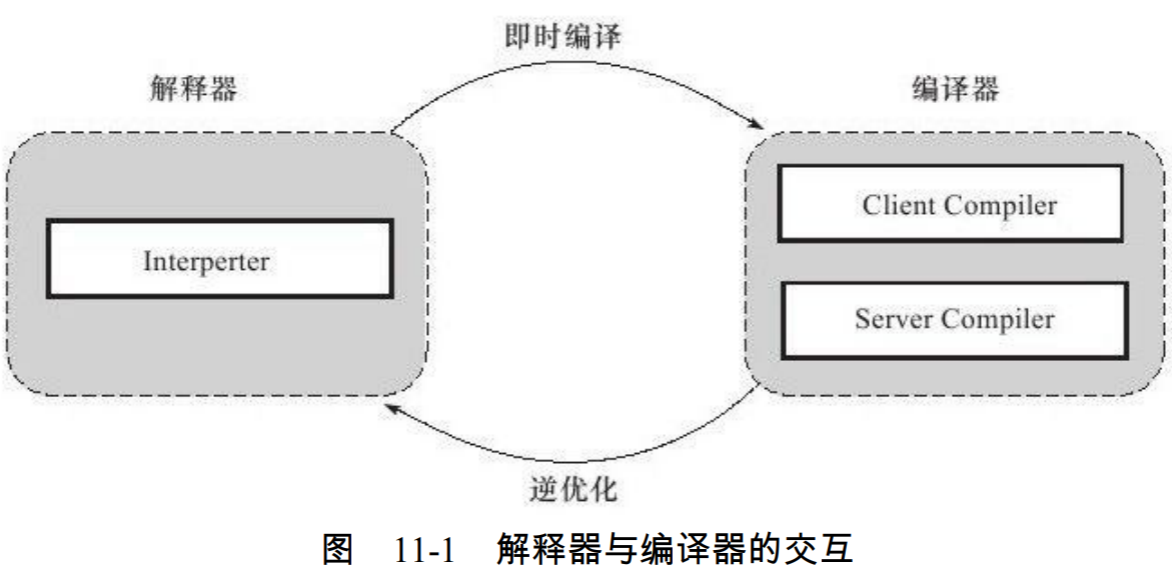 即时编译
解释器
编译器
Client Compiler
Interperter
Server Compiler
逆优化
图 11-1 解释器与编译器的交互